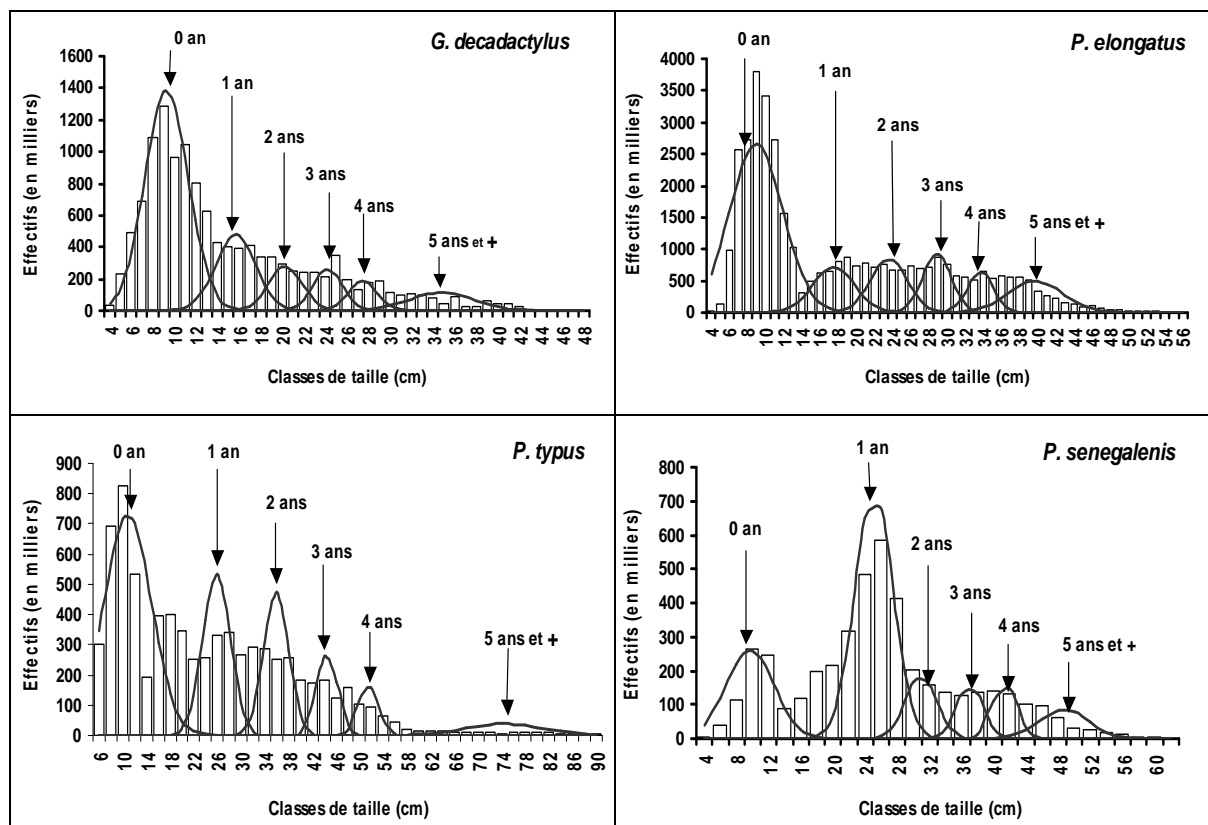 G. decadactylus
0 an
1 an
2 ans
3 ans
4 ans
5 ans et +
Effectifs (en milliers)
1600
1400
1200
1000
800
600
400
200
0
4 6 8 10 12 14 16 18 20 22 24 26 28 30 32 34 36 38 40 42 44 46 48
Classes de taille (cm)
P. elongatus
0 an
1 an
2 ans
3 ans
4 ans
5 ans et +
Effectifs (en milliers)
4000
3500
3000
2500
2000
1500
1000
500
0
4 6 8 10 12 14 16 18 20 22 24 26 28 30 32 34 36 38 40 42 44 46 48 50 52 54 56
Classes de taille (cm)
P. typus
0 an
1 an
2 ans
3 ans
4 ans
5 ans et +
Effectifs (en milliers)
900
800
700
600
500
400
300
200
100
0
6 10 14 18 22 26 30 34 38 42 46 50 54 58 62 66 70 74 78 82 86 90
Classes de taille (cm)
P. senegalenis
1 an
0 an
2 ans
3 ans
4 ans
5 ans et +
Effectifs (en milliers)
800
700
600
500
400
300
200
100
0
4 8 12 16 20 24 28 32 36 40 44 48 52 56 60
Classes de taille (cm)